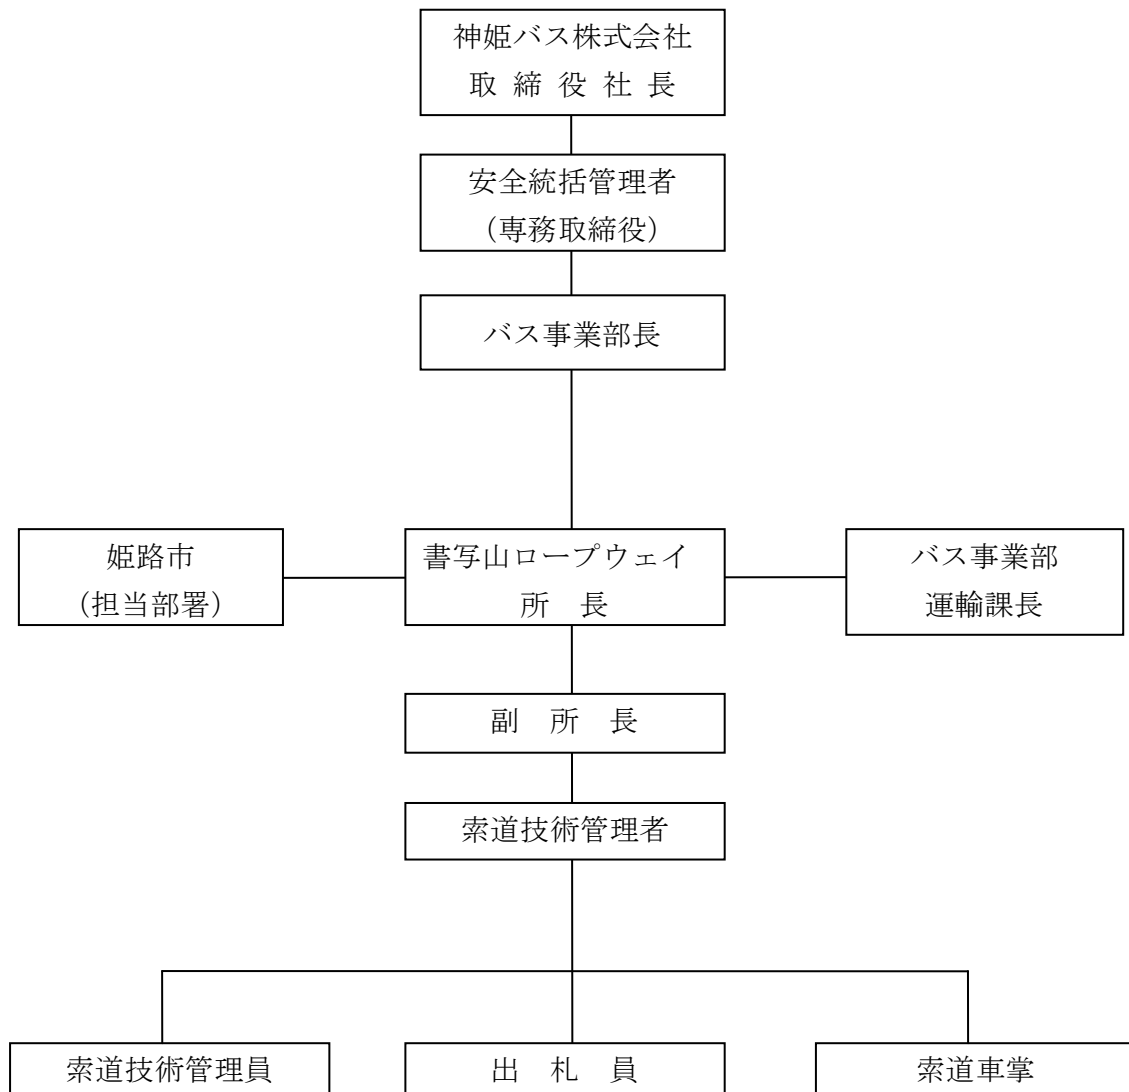 神姫バス株式会社
取締役社長
安全統括管理者
（専務取締役）
バス事業部長
姫路市
（担当部署）
書写山ロープウェイ
所　長
バス事業部
運輸課長
副　所　長
索道技術管理者
索道技術管理員
出　札　員
索道車掌